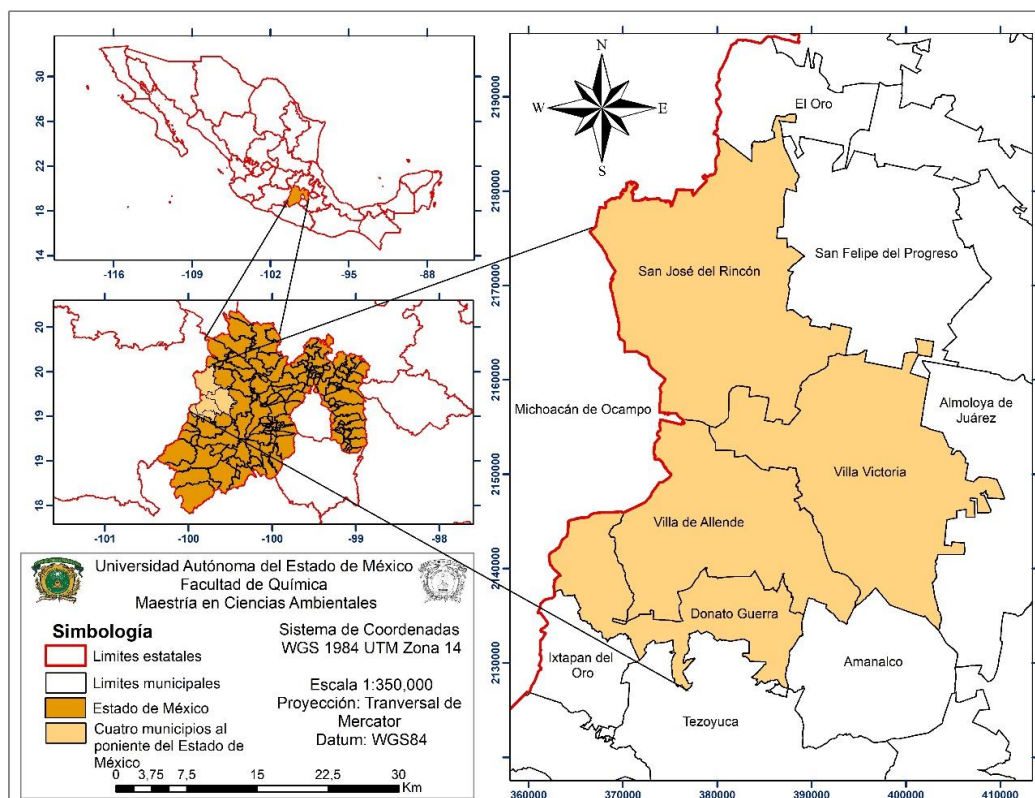 33
30
26
22
18
14
-116
-109
-102
-95
-88
20
20
19
19
18
-101
-100
-100
-99
-99
-98
N
W
E
S
2190000
2180000
2170000
2160000
2150000
2140000
2130000
360000
370000
380000
390000
400000
410000
El Oro
San Felipe del Progreso
San José del Rincón
Almoloya de
Juárez
Michoacán de Ocampo
Villa Victoria
Villa de Allende
Donato Guerra
Ixtapan del
Oro
Amanalco
Tezoyuca
Universidad Autónoma del Estado de México
Facultad de Química
Maestría en Ciencias Ambientales
Simbología
Limites estatales
Limites municipales
Estado de México
Cuatro municipios al
poniente del Estado de
México
Sistema de Coordenadas
WGS 1984 UTM Zona 14
Escala 1:350,000
Proyección: Tranversal de
Mercator
Datum: WGS84
0 3,75 7,5 15 22,5 30
Km